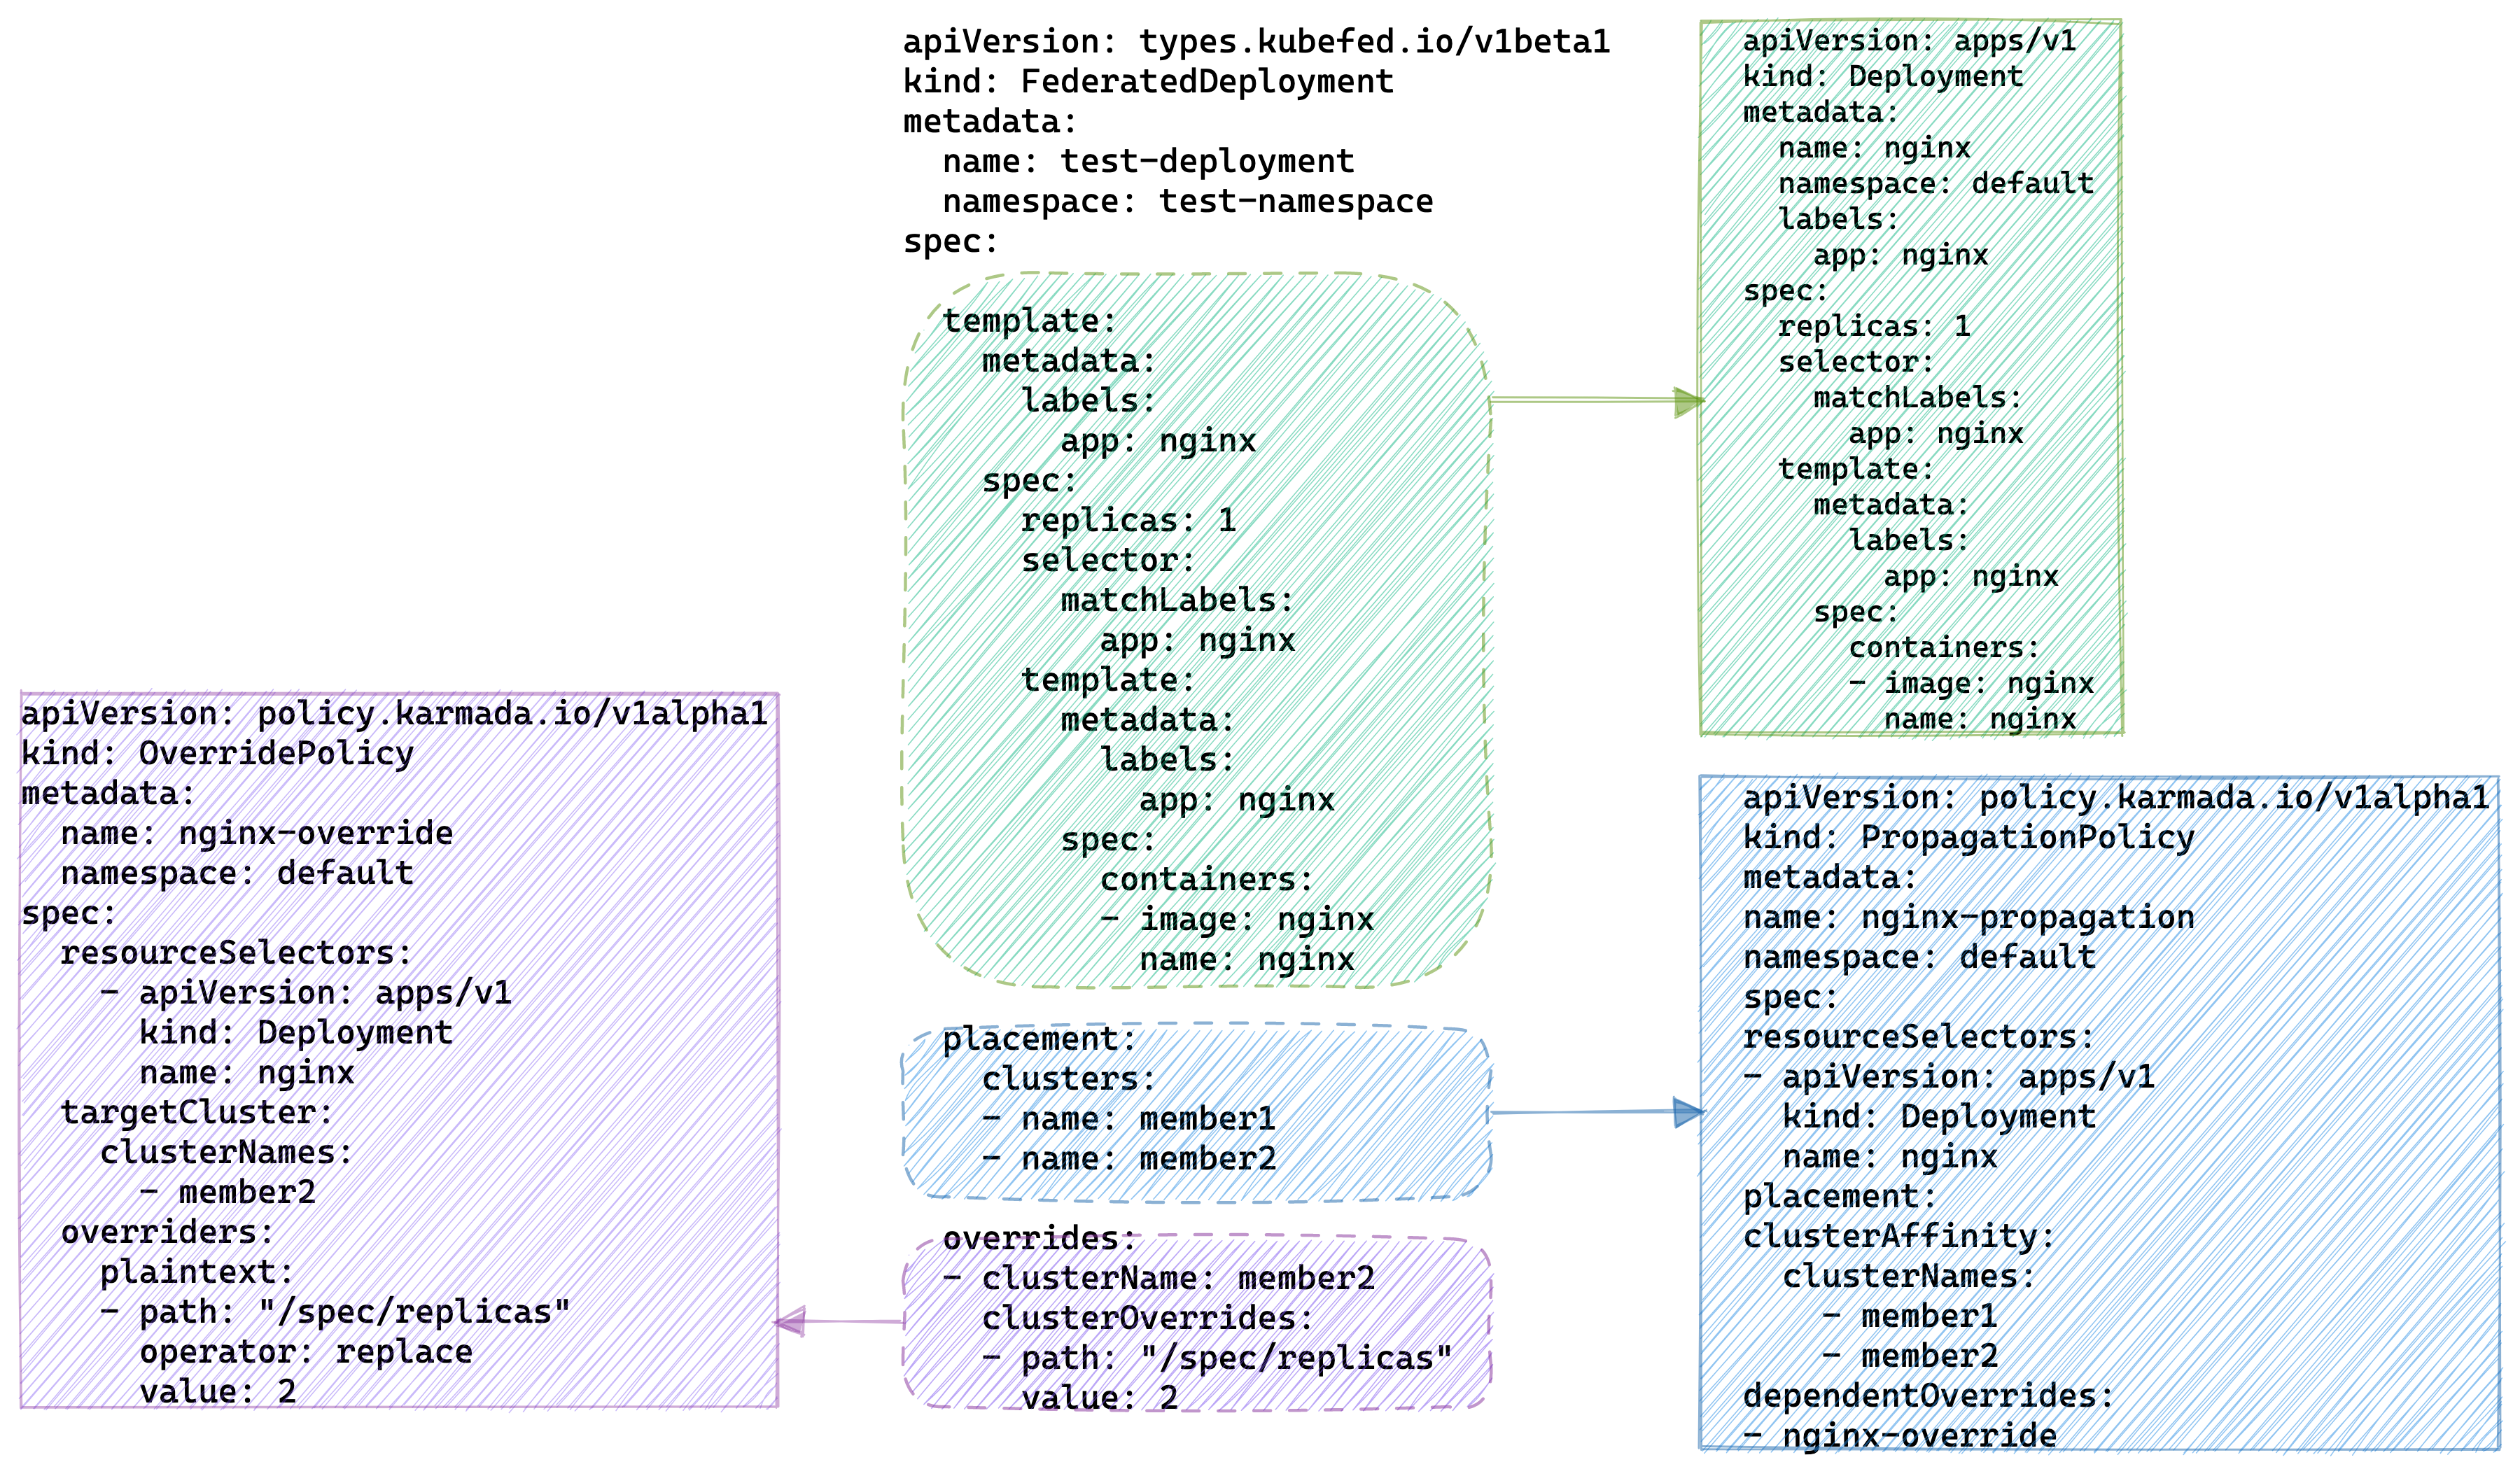 apiVersion: types.kubefed.io/v1beta1
kind: FederatedDeployment
metadata:
  name: test-deployment
  namespace: test-namespace
spec:
  template:
    metadata:
      labels:
        app: nginx
    spec:
      replicas: 1
      selector:
        matchLabels:
          app: nginx
      template:
        metadata:
          labels:
            app: nginx
        spec:
          containers:
          - image: nginx
            name: nginx
  placement:
    clusters:
    - name: member1
    - name: member2
  overrides:
  - clusterName: member2
    clusterOverrides:
    - path: "/spec/replicas"
      value: 2
apiVersion: apps/v1
kind: Deployment
metadata:
  name: nginx
  namespace: default
  labels:
    app: nginx
spec:
  replicas: 1
  selector:
    matchLabels:
      app: nginx
  template:
    metadata:
      labels:
        app: nginx
    spec:
      containers:
      - image: nginx
        name: nginx
apiVersion: policy.karmada.io/v1alpha1
kind: OverridePolicy
metadata:
  name: nginx-override
  namespace: default
spec:
  resourceSelectors:
    - apiVersion: apps/v1
      kind: Deployment
      name: nginx
  targetCluster:
    clusterNames:
      - member2
  overriders:
    plaintext:
    - path: "/spec/replicas"
      operator: replace
      value: 2
apiVersion: policy.karmada.io/v1alpha1
kind: PropagationPolicy
metadata:
name: nginx-propagation
namespace: default
spec:
resourceSelectors:
- apiVersion: apps/v1
  kind: Deployment
  name: nginx
placement:
clusterAffinity:
  clusterNames:
    - member1
    - member2
dependentOverrides:
- nginx-override